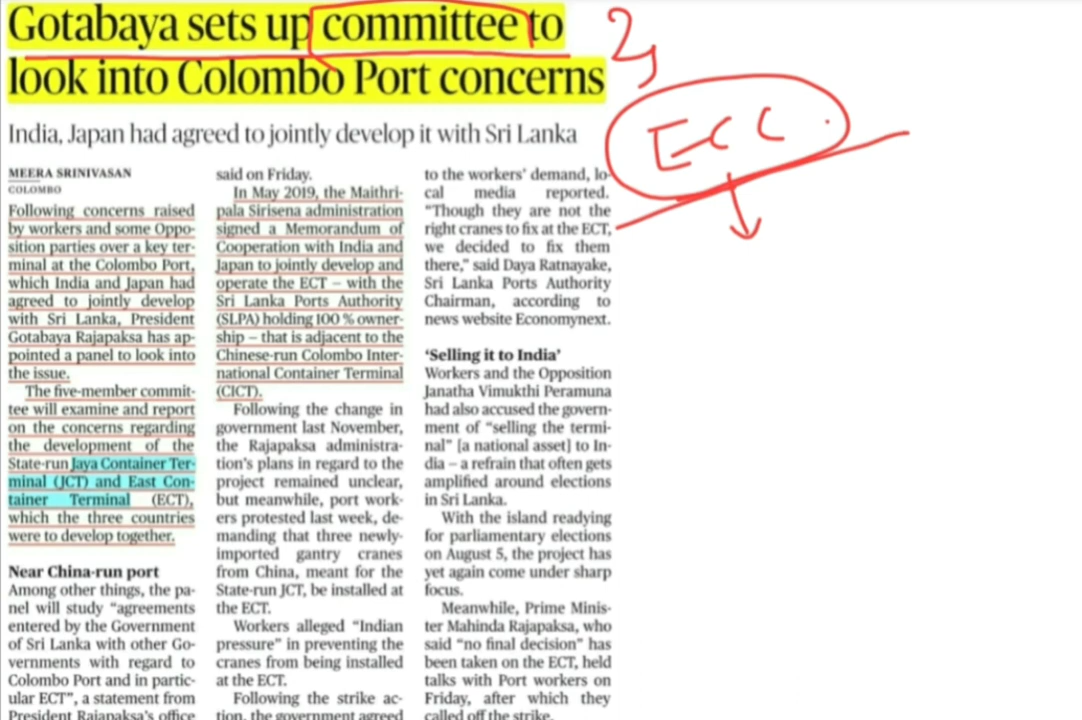 Gotabaya sets up committee to
look into Colombo Port concerns
India, Japan had agreed to jointly develop it with Sri Lanka
MEERA SRINIVASAN
COLOMBO
Following concerns raised
by workers and some Oppo-
sition parties over a key ter-
minal at the Colombo Port,
which India and Japan had
agreed to jointly develop
with Sri Lanka, President
Gotabaya Rajapaksa has ap-
pointed a panel to look into
the issue.
The five-member commit-
tee will examine and report
on the concerns regarding
the development of the
State-run Jaya Container Ter-
minal (JCT) and East Con-
tainer Terminal (ECT),
which the three countries
were to develop together.
Near China-run port
Among other things, the pa-
nel will study “agreements
entered by the Government
of Sri Lanka with other Go-
vernments with regard to
Colombo Port and in partic-
ular ECT”, a statement from
President Rajapaksa's office
said on Friday.
In May 2019, the Maithri-
pala Sirisena administration
signed a Memorandum of
Cooperation with India and
Japan to jointly develop and
operate the ECT – with the
Sri Lanka Ports Authority
(SLPA) holding 100 % owner-
ship – that is adjacent to the
Chinese-run Colombo Inter-
national Container Terminal
(CICT).
Following the change in
government last November,
the Rajapaksa administra-
tion's plans in regard to the
project remained unclear,
but meanwhile, port work-
ers protested last week, de-
manding that three newly-
imported gantry cranes
from China, meant for the
State-run JCT, be installed at
the ECT.
Workers alleged “Indian
pressure” in preventing the
cranes from being installed
at the ECT.
Following the strike ac-
tion, the government agreed
to the workers' demand, lo-
cal media reported.
“Though they are not the
right cranes to fix at the ECT,
we decided to fix them
there,” said Daya Ratnayake,
Sri Lanka Ports Authority
Chairman, according to
news website Economynext.
‘Selling it to India’
Workers and the Opposition
Janatha Vimukthi Peramuna
had also accused the govern-
ment of “selling the termi-
nal” [a national asset] to In-
dia – a refrain that often gets
amplified around elections
in Sri Lanka.
With the island readying
for parliamentary elections
on August 5, the project has
yet again come under sharp
focus.
Meanwhile, Prime Minis-
ter Mahinda Rajapaksa, who
said “no final decision” has
been taken on the ECT, held
talks with Port workers on
Friday, after which they
called off the strike.
ECC